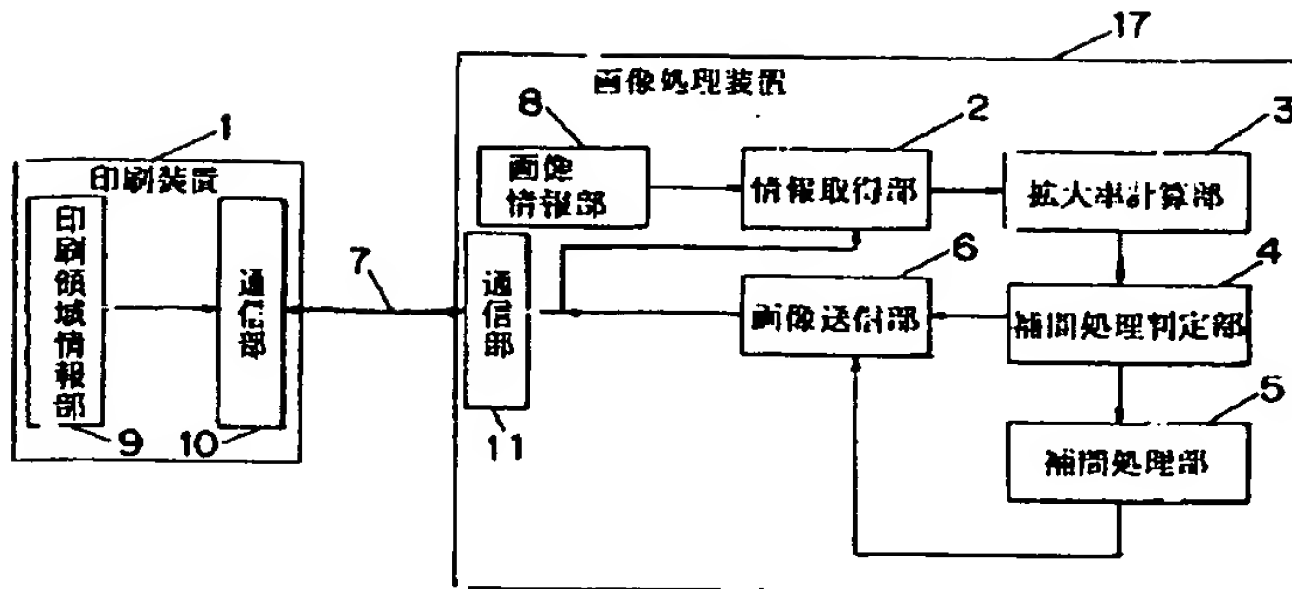 17
画像処理装置
8
2
3
1
印刷装置
画像
情報部
情報取得部
拡大率計算部
印刷領域情報部
通信部
7
通信部
6
4
画像送信部
補間処理判定部
5
9
10
11
補間処理部